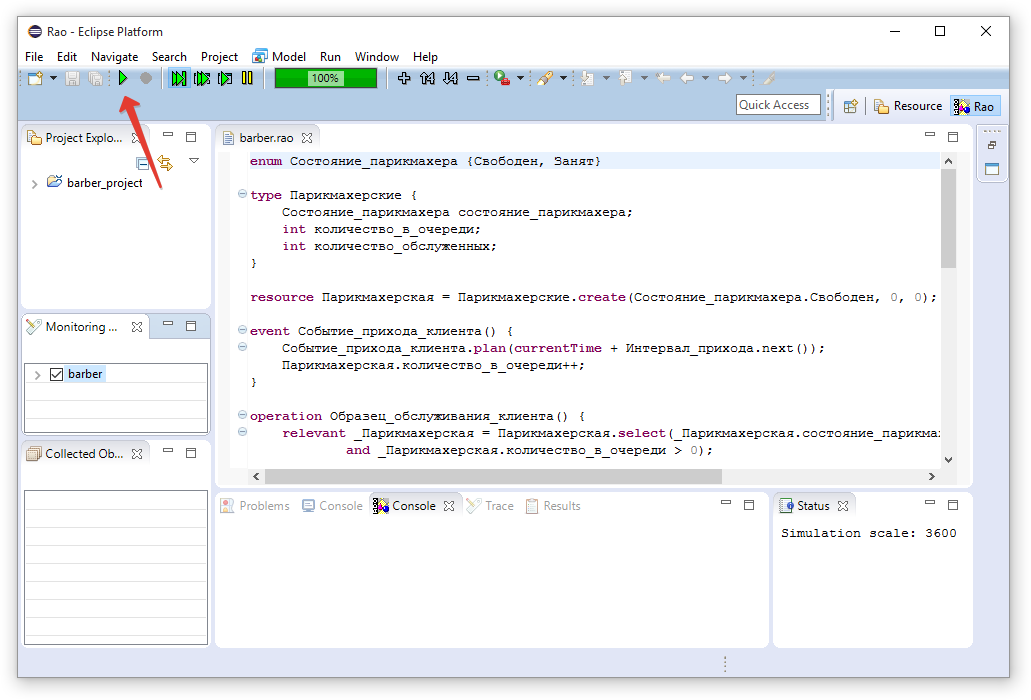 Rao - Eclipse Platform
File Edit Navigate Search Project Model Run Window Help
100%
Quick Access Resource Rao
Project Explo...
barber_project
barber.rao
enum Состояние_парикмахера {Свободен, Занят}
type Парикмахерские {
Состояние_парикмахера состояние_парикмахера;
int количество_в_очереди;
int количество_обслуженных;
}
resource Парикмахерская = Парикмахерские.create(Состояние_парикмахера.Свободен, 0, 0);
event Событие_прихода_клиента() {
Событие_прихода_клиента.plan(currentTime + Интервал_прихода.next());
Парикмахерская.количество_в_очереди++;
}
operation Образец_обслуживания_клиента() {
relevant _Парикмахерская = Парикмахерская.select(_Парикмахерская.состояние_парикма
and _Парикмахерская.количество_в_очереди > 0);
Monitoring ...
barber
Collected Ob...
Problems Console Console Trace Results
Status
Simulation scale: 3600